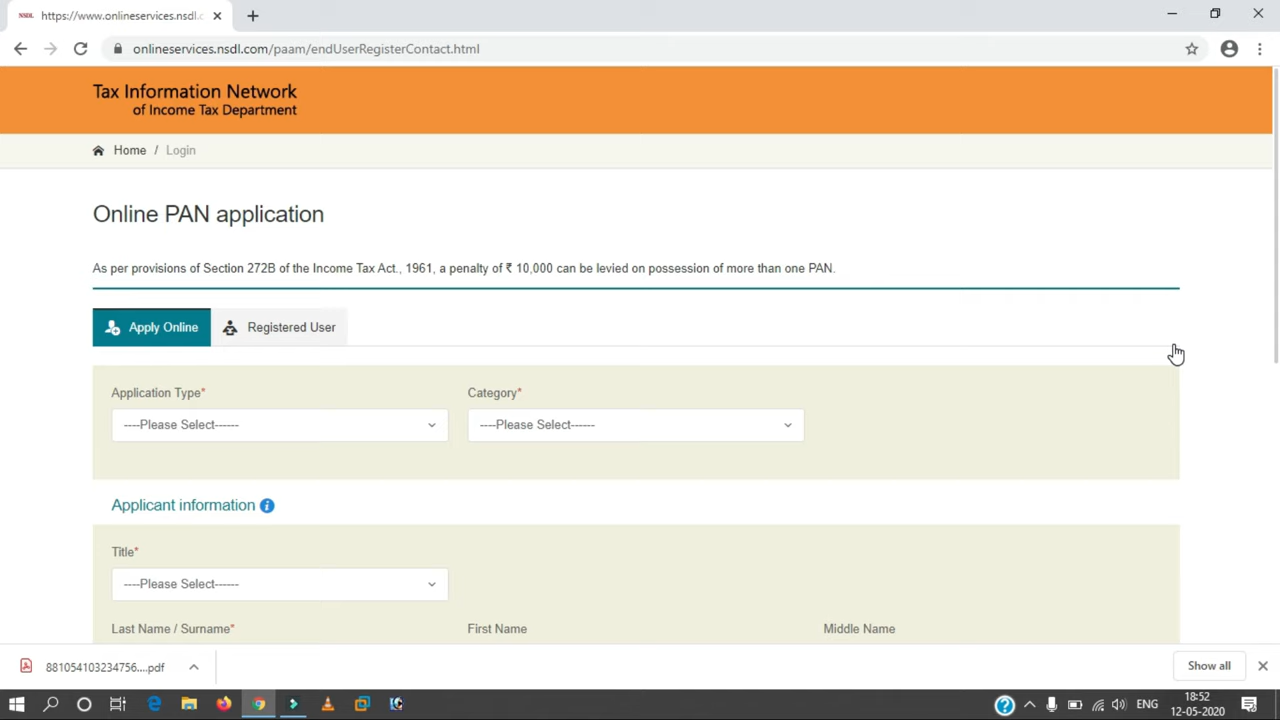 NSDL https://www.onlineservices.nsdl.c
onlineservices.nsdl.com/paam/endUserRegisterContact.html
Tax Information Network
of Income Tax Department
Home / Login
Online PAN application
As per provisions of Section 272B of the Income Tax Act., 1961, a penalty of ₹ 10,000 can be levied on possession of more than one PAN.
Apply Online Registered User
Application Type* Category*
----Please Select------ ----Please Select------
Applicant information i
Title*
----Please Select------
Last Name / Surname* First Name Middle Name
881054103234756....pdf Show all
ENG 18:52
12-05-2020